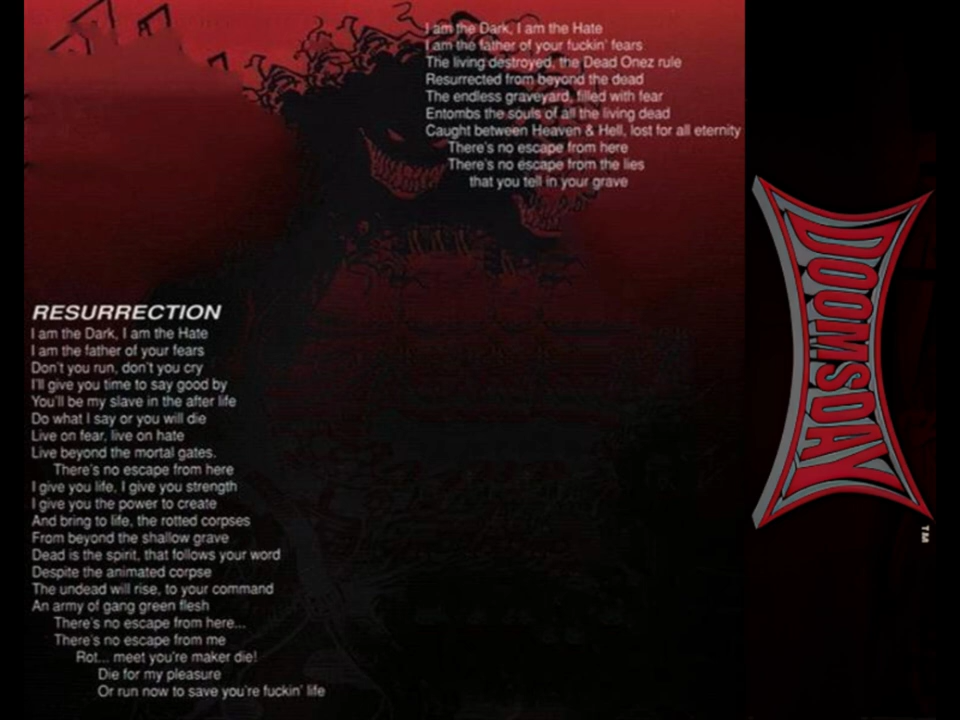 RESURRECTION
I am the Dark, I am the Hate
I am the father of your fears
Don't you run, don't you cry
I'll give you time to say good by
You'll be my slave in the after life
Do what I say or you will die
Live on fear, live on hate
Live beyond the mortal gates.
There's no escape from here
I give you life, I give you strength
I give you the power to create
And bring to life, the rotted corpses
From beyond the shallow grave
Dead is the spirit, that follows your word
Despite the animated corpse
The undead will rise, to your command
An army of gang green flesh
There's no escape from here...
There's no escape from me
Rot... meet you're maker die!
Die for my pleasure
Or run now to save you're fuckin' life
I am the Dark, I am the Hate
I am the father of your fuckin' fears
The living destroyed, the Dead Onez rule
Resurrected from beyond the dead
The endless graveyard, filled with fear
Entombs the souls of all the living dead
Caught between Heaven & Hell, lost for all eternity
There's no escape from here
There's no escape from the lies
that you tell in your grave
DOOMSDAY
TM